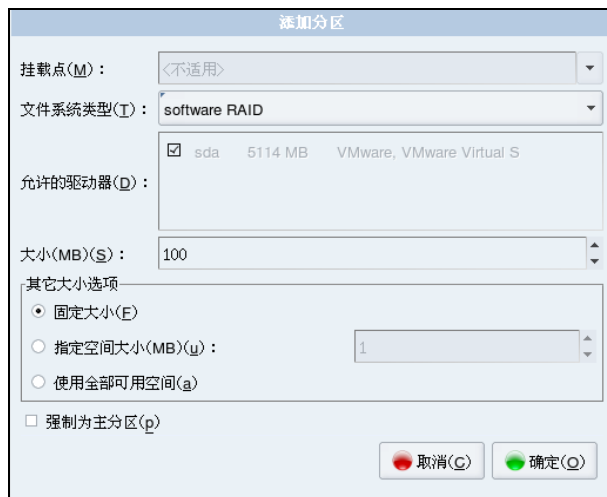 添加分区
挂载点(M)： <不适用>
文件系统类型(T)： software RAID
允许的驱动器(D)： sda 5114 MB VMware, VMware Virtual S
大小(MB)(S)： 100
其它大小选项
固定大小(F)
指定空间大小(MB)(u)： 1
使用全部可用空间(a)
强制为主分区(p)
取消(C) 确定(O)